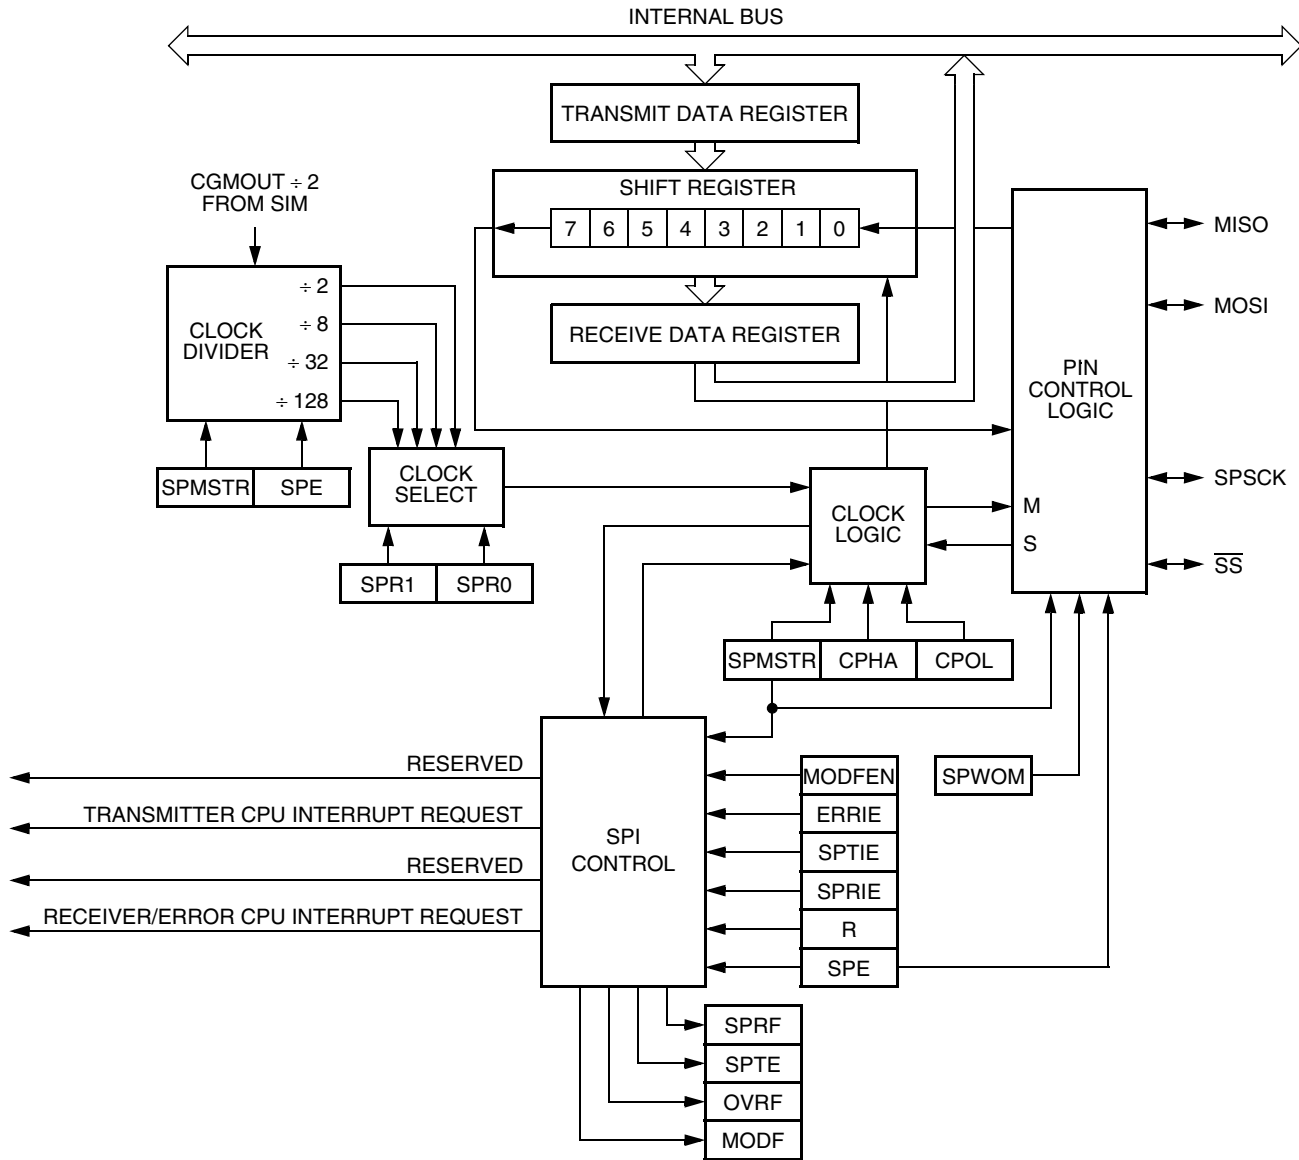 INTERNAL BUS
TRANSMIT DATA REGISTER
CGMOUT ÷ 2
FROM SIM
SHIFT REGISTER
7 6 5 4 3 2 1 0
MISO
MOSI
CLOCK
DIVIDER
÷ 2
÷ 8
÷ 32
÷ 128
RECEIVE DATA REGISTER
PIN
CONTROL
LOGIC
SPMSTR SPE
CLOCK
SELECT
SPSCK
CLOCK
LOGIC
M
S
SS
SPR1 SPR0
SPMSTR CPHA CPOL
RESERVED
TRANSMITTER CPU INTERRUPT REQUEST
RESERVED
RECEIVER/ERROR CPU INTERRUPT REQUEST
SPI
CONTROL
MODFEN
ERRIE
SPTIE
SPRIE
R
SPE
SPWOM
SPRF
SPTE
OVRF
MODF